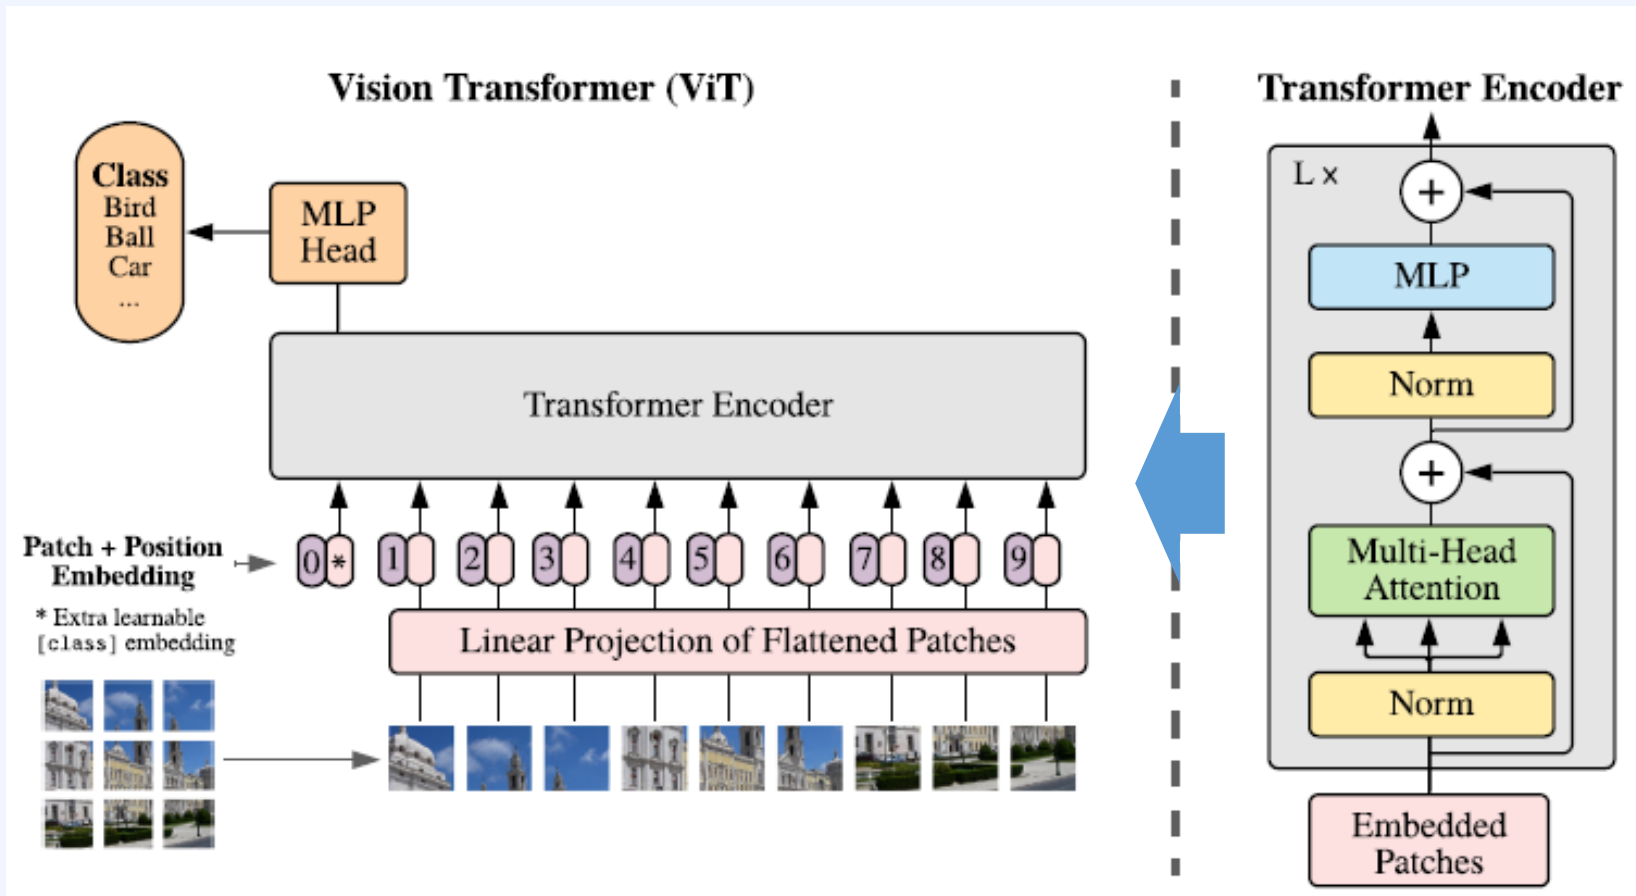 Vision Transformer (ViT)
Class
Bird
Ball
Car
...
MLP
Head
Transformer Encoder
Patch + Position
Embedding
* Extra learnable
[class] embedding
0 * 1 2 3 4 5 6 7 8 9
Linear Projection of Flattened Patches
Transformer Encoder
L ×
+
MLP
Norm
+
Multi-Head
Attention
Norm
Embedded
Patches